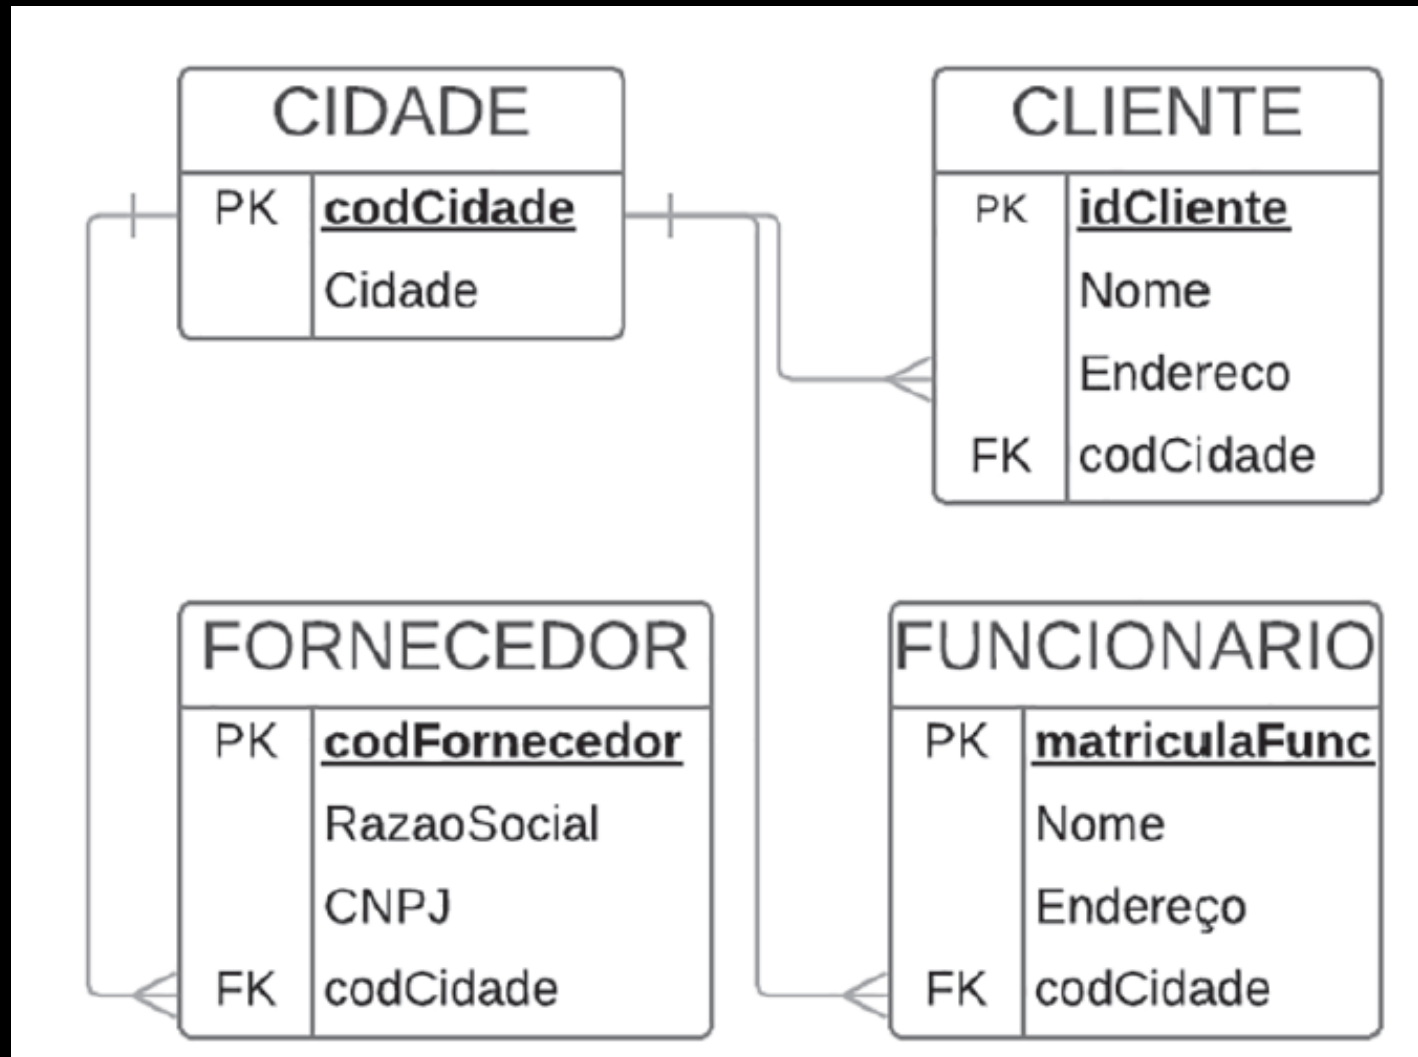 CIDADE
PK codCidade
Cidade
CLIENTE
PK idCliente
Nome
Endereco
FK codCidade
FORNECEDOR
PK codFornecedor
RazaoSocial
CNPJ
FK codCidade
FUNCIONARIO
PK matriculaFunc
Nome
Endereço
FK codCidade